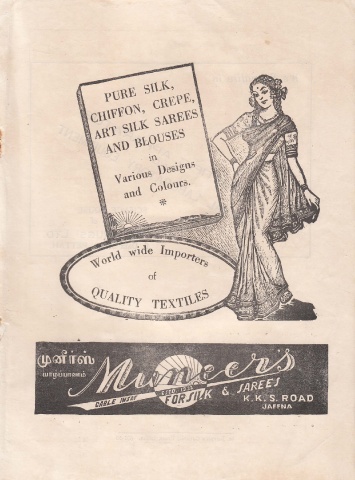 PURE SILK,
CHIFFON, CREPE,
ART SILK SAREES
AND BLOUSES
in
Various Designs
and Colours.
*
World wide Importers
of
QUALITY TEXTILES
முனீர்ஸ்
யாழ்ப்பாணம்
Muneer's
FOR SILK & SAREES
K. K. S. ROAD
JAFFNA